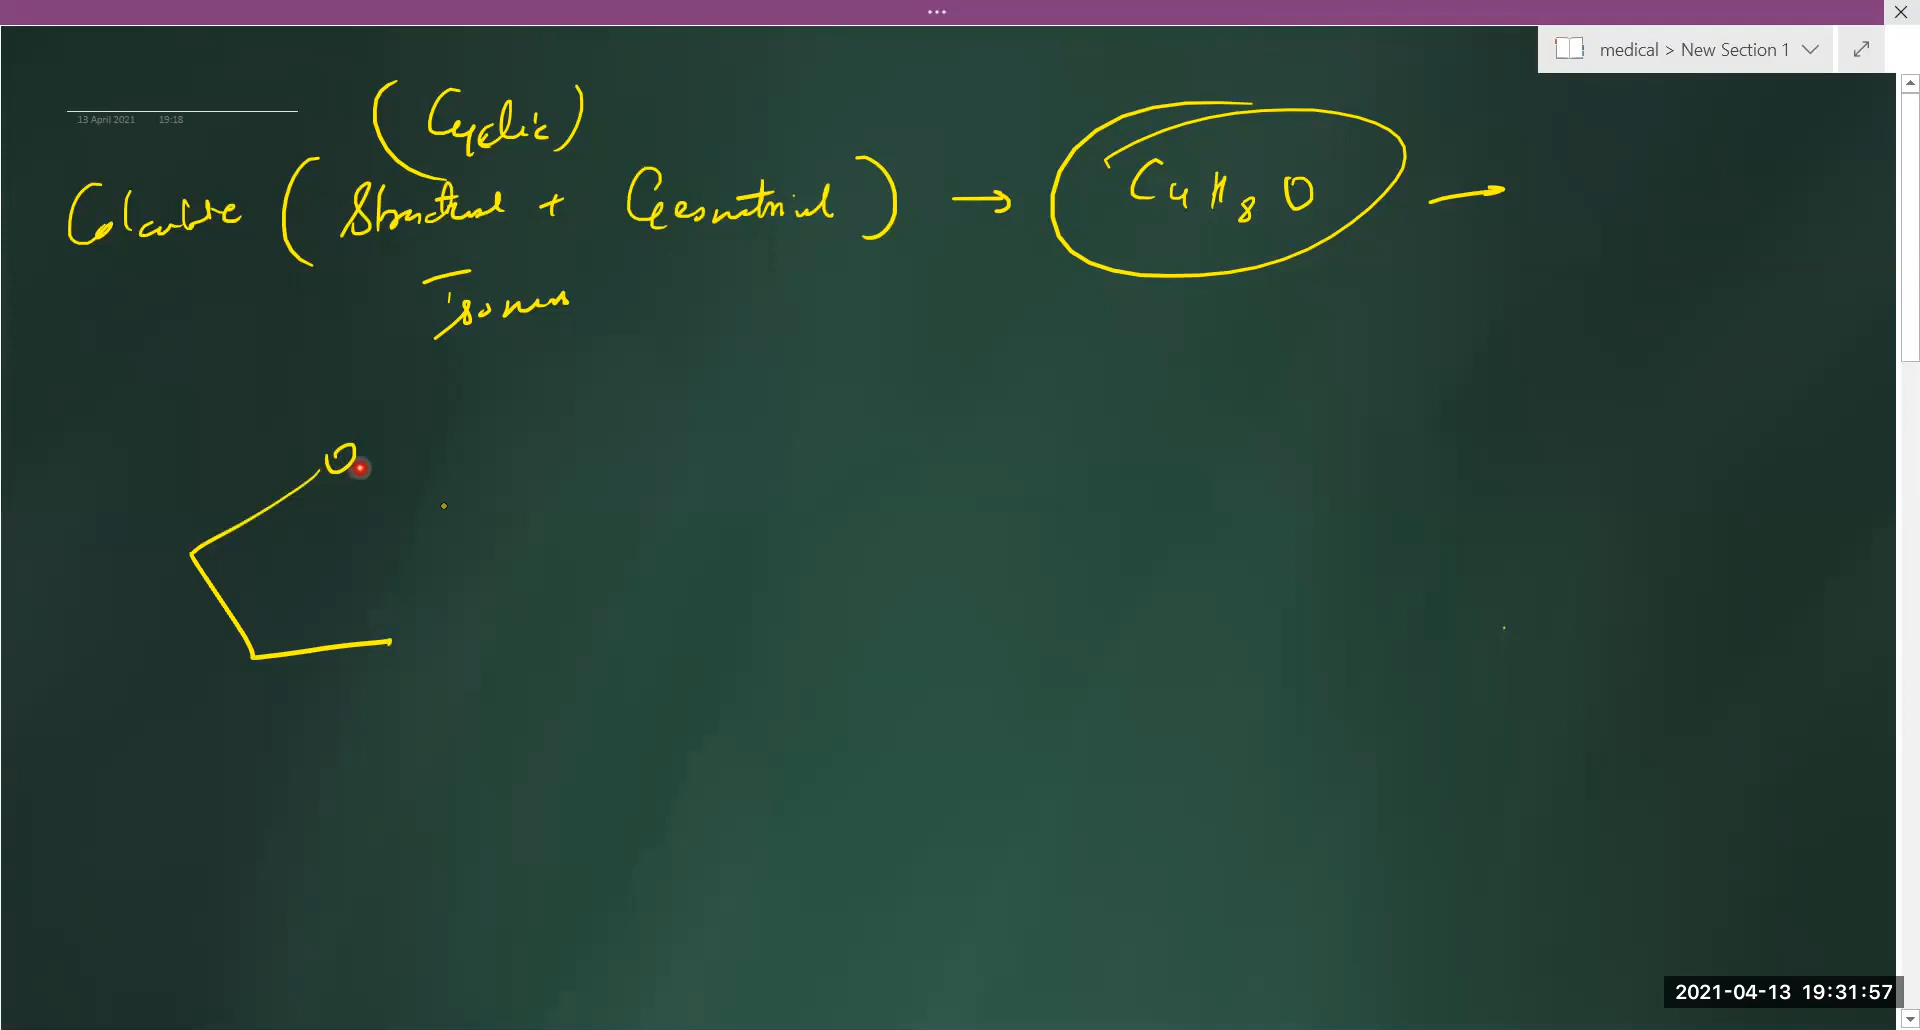 medical > New Section 1
13 April 2021 19:18
(Cyclic)
Calculate (Structural + Geometrical) → C4H8O →
Isomers
O
2021-04-13 19:31:57